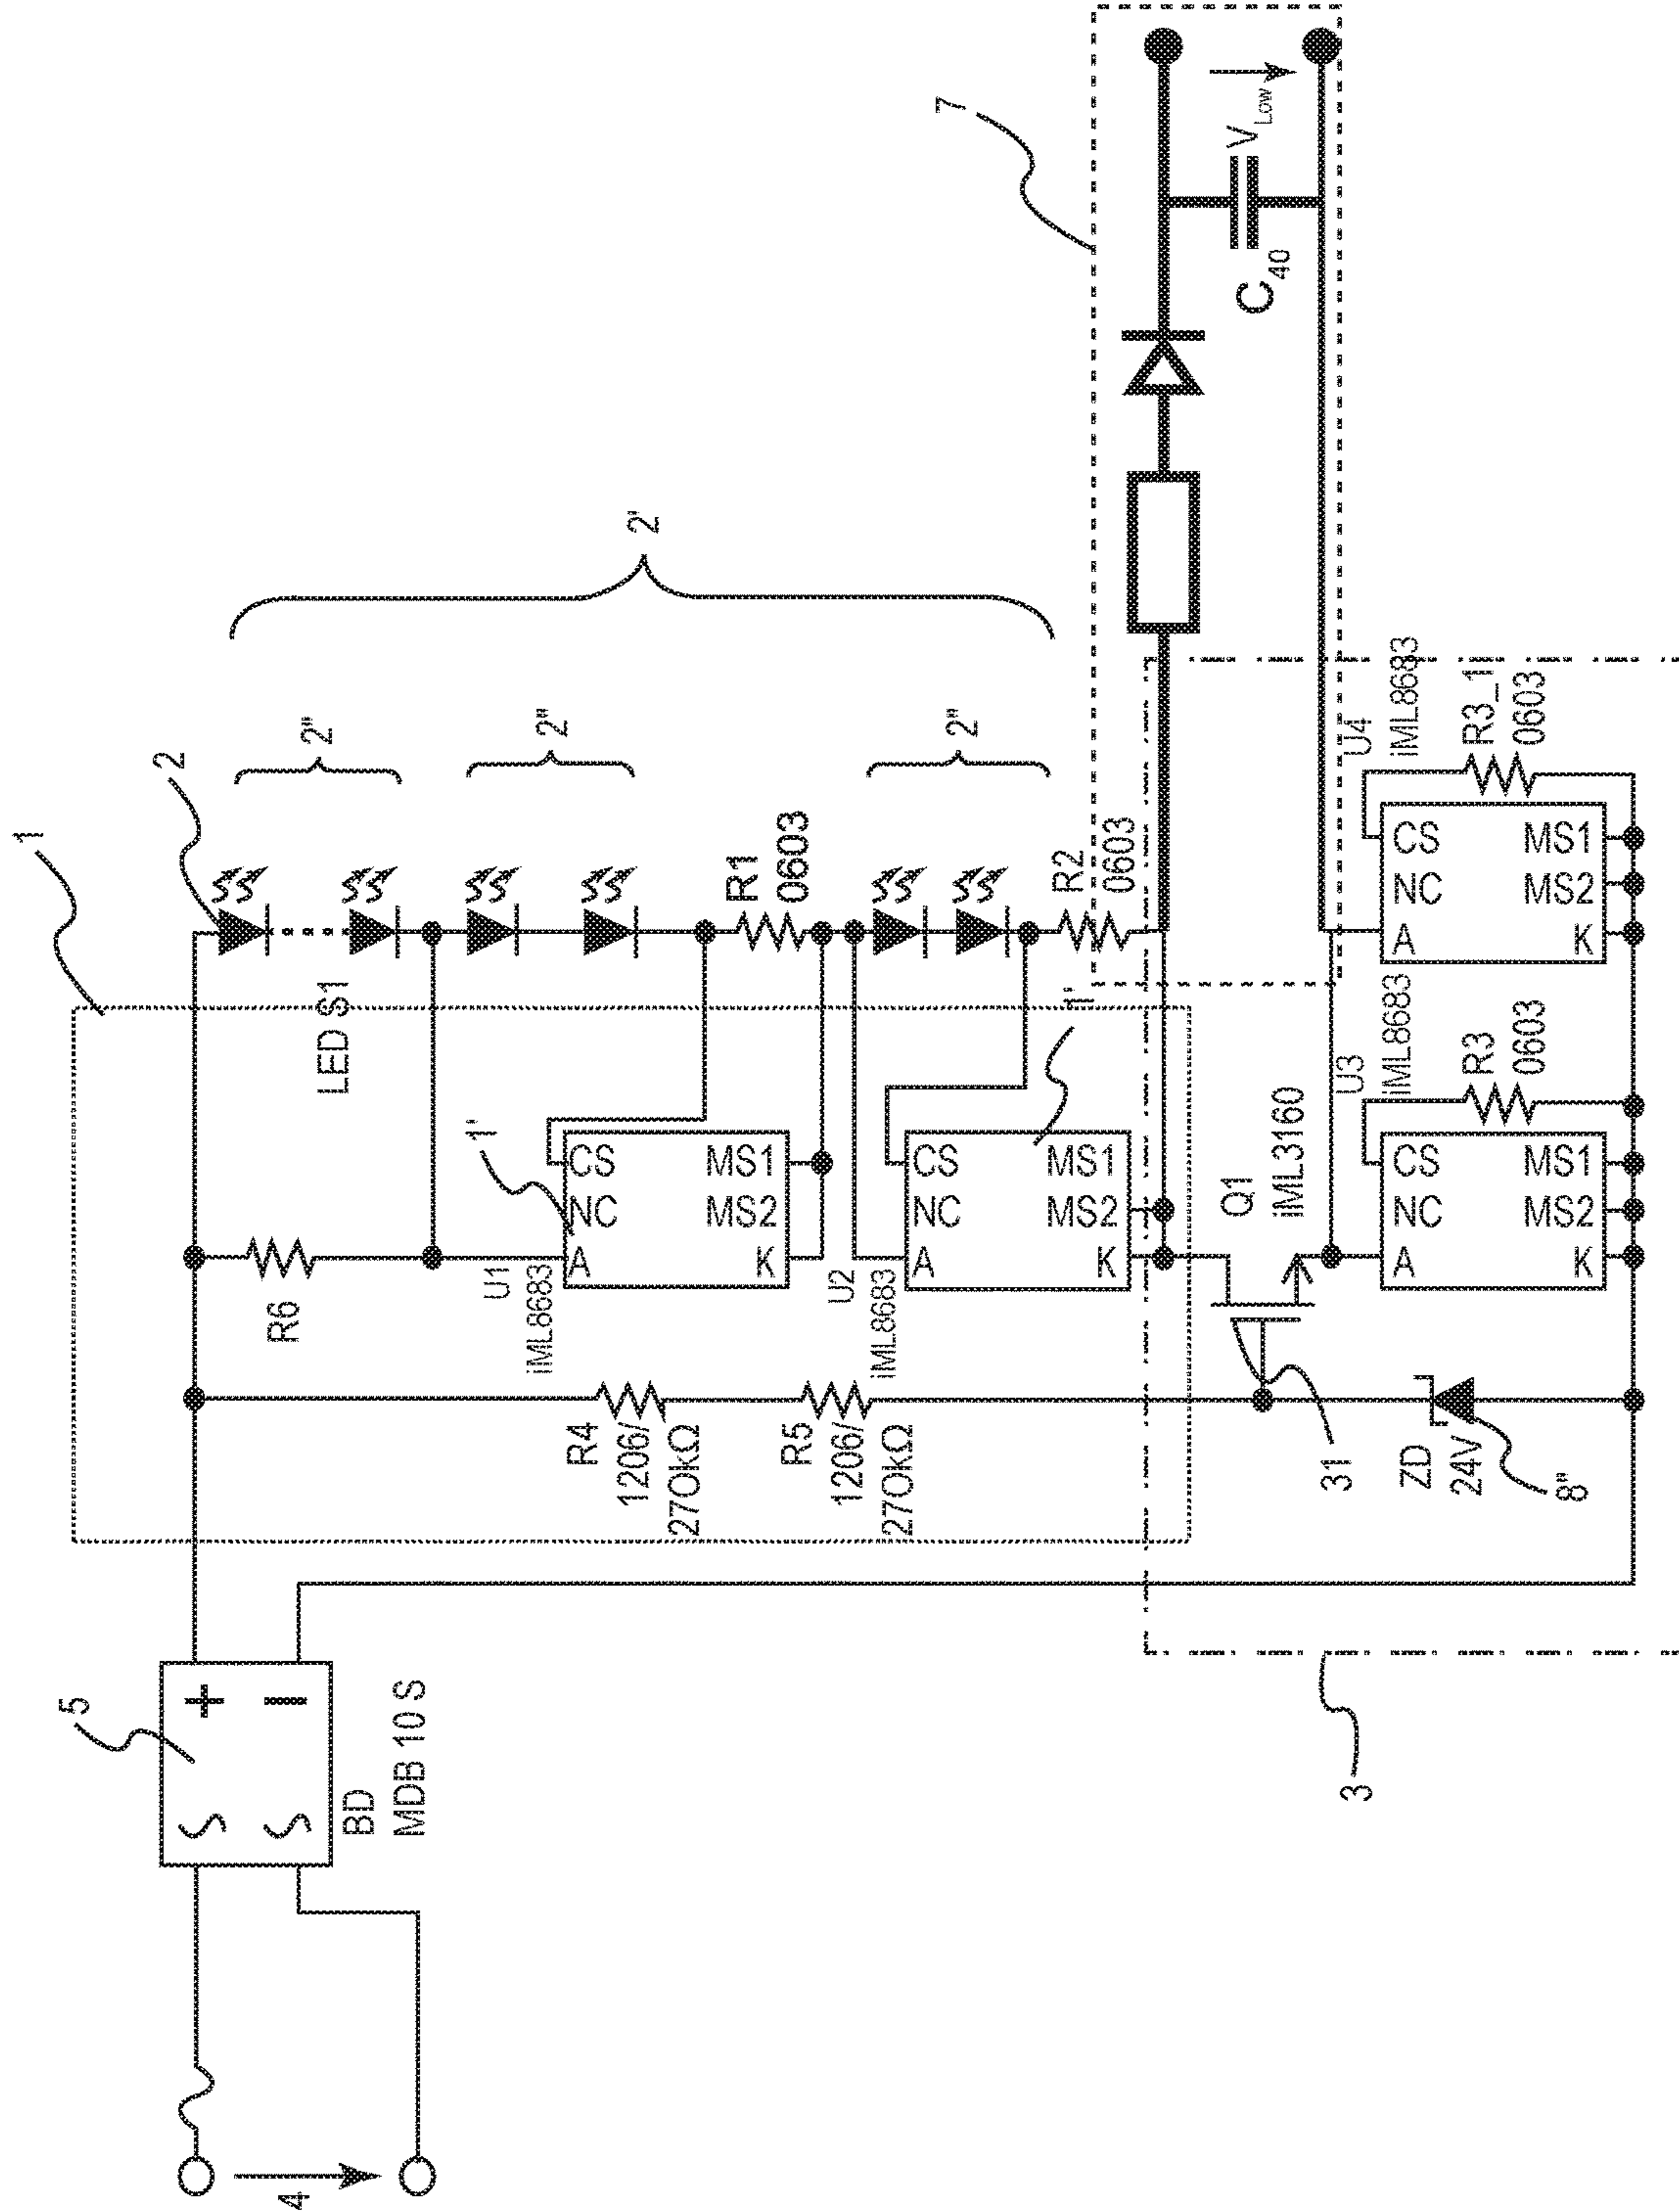 4
5
BD
MDB 10 S
1
R6
LED S1
2
2"
2"
2"
2'
R4
1206/
270kΩ
R5
1206/
270kΩ
U1
iML8683
1'
CS
NC
A
MS1
MS2
K
R1
0603
U2
iML8683
1'
CS
NC
A
MS1
MS2
K
R2
0603
7
C40
VLow
3
31
ZD
24V
8"
Q1
iML3160
U3
iML8683
CS
NC
A
MS1
MS2
K
R3
0603
U4
iML8683
CS
NC
A
MS1
MS2
K
R3_1
0603